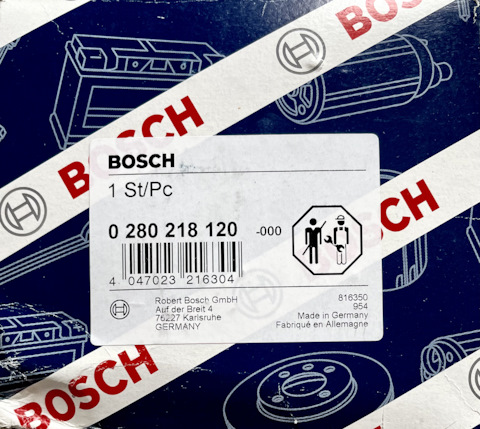 BOSCH
BOSCH
BOSCH
BOSCH
1 St/Pc
0 280 218 120 -000
4 047023 216304
Robert Bosch GmbH
Auf der Breit 4
76227 Karlsruhe
GERMANY
816350
954
Made in Germany
Fabriqué en Allemagne
BOSCH
BOSCH